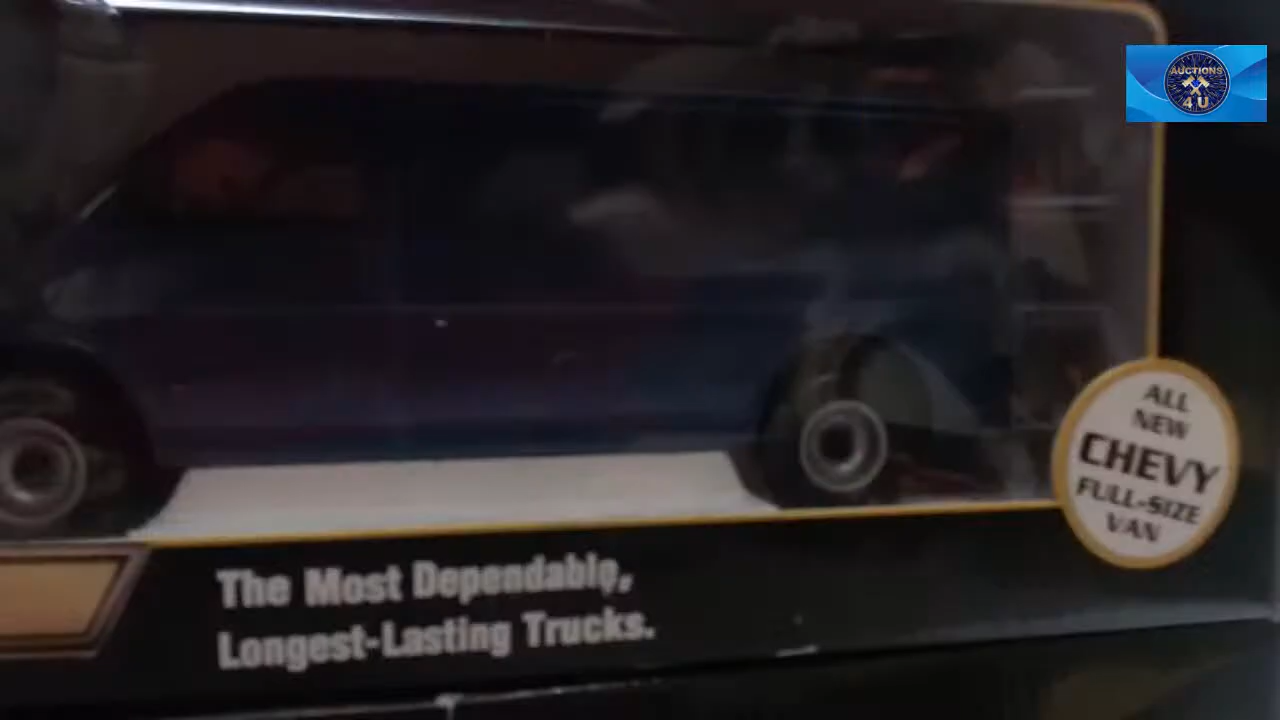 AUCTIONS
4 U
ALL
NEW
CHEVY
FULL-SIZE
VAN
The Most Dependable,
Longest-Lasting Trucks.